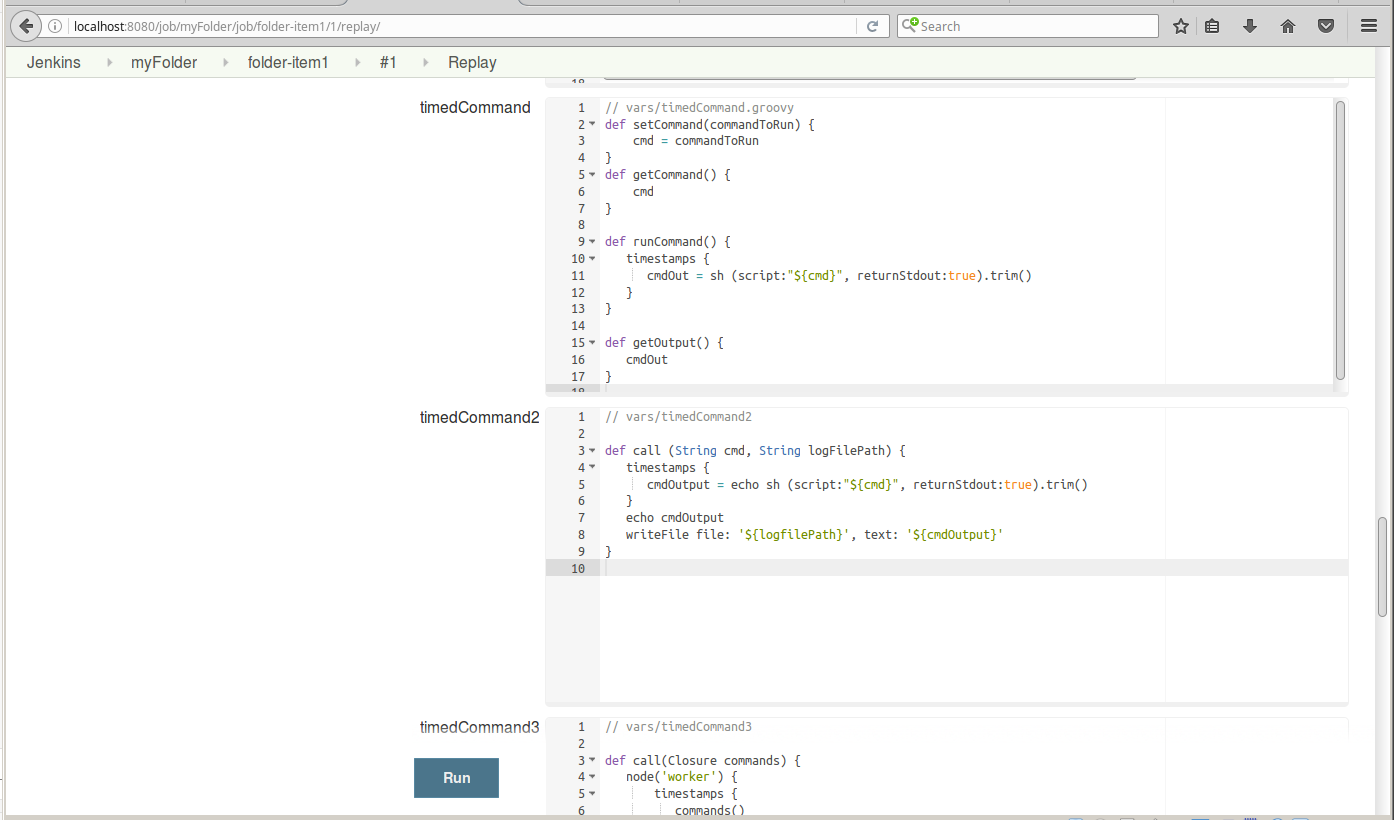 localhost:8080/job/myFolder/job/folder-item1/1/replay/
Search
Jenkins myFolder folder-item1 #1 Replay
18
timedCommand
1 // vars/timedCommand.groovy
2 def setCommand(commandToRun) {
3 cmd = commandToRun
4 }
5 def getCommand() {
6 cmd
7 }
8
9 def runCommand() {
10 timestamps {
11 cmdOut = sh (script:"${cmd}", returnStdout:true).trim()
12 }
13 }
14
15 def getOutput() {
16 cmdOut
17 }
18
timedCommand2
1 // vars/timedCommand2
2
3 def call (String cmd, String logFilePath) {
4 timestamps {
5 cmdOutput = echo sh (script:"${cmd}", returnStdout:true).trim()
6 }
7 echo cmdOutput
8 writeFile file: '${logfilePath}', text: '${cmdOutput}'
9 }
10
timedCommand3
1 // vars/timedCommand3
2
3 def call(Closure commands) {
4 node('worker') {
5 timestamps {
6 commands()
Run